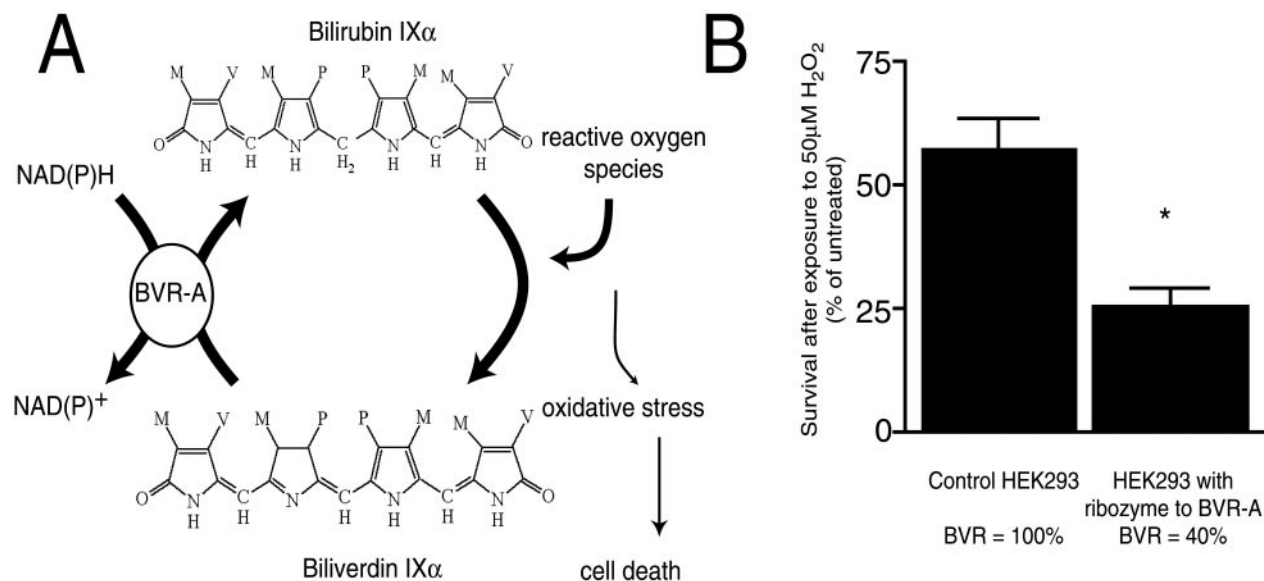 A
Bilirubin IXα
M V M P P M M V
O N H C H N H C H₂ N H C H N H O
reactive oxygen
species
NAD(P)H
BVR-A
NAD(P)⁺
oxidative stress
M V M P P M M V
O N H C H N C H N H C H N H O
Biliverdin IXα
cell death
B
Survival after exposure to 50μM H₂O₂
(% of untreated)
75
50
25
0
*
Control HEK293
BVR = 100%
HEK293 with
ribozyme to BVR-A
BVR = 40%